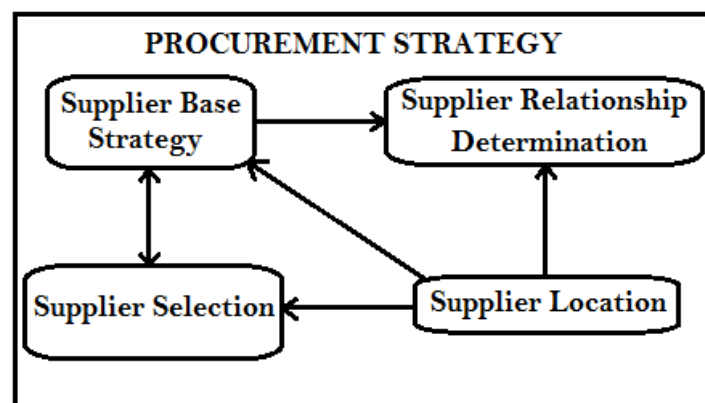 PROCUREMENT STRATEGY
Supplier Base
Strategy
Supplier Relationship
Determination
Supplier Selection
Supplier Location